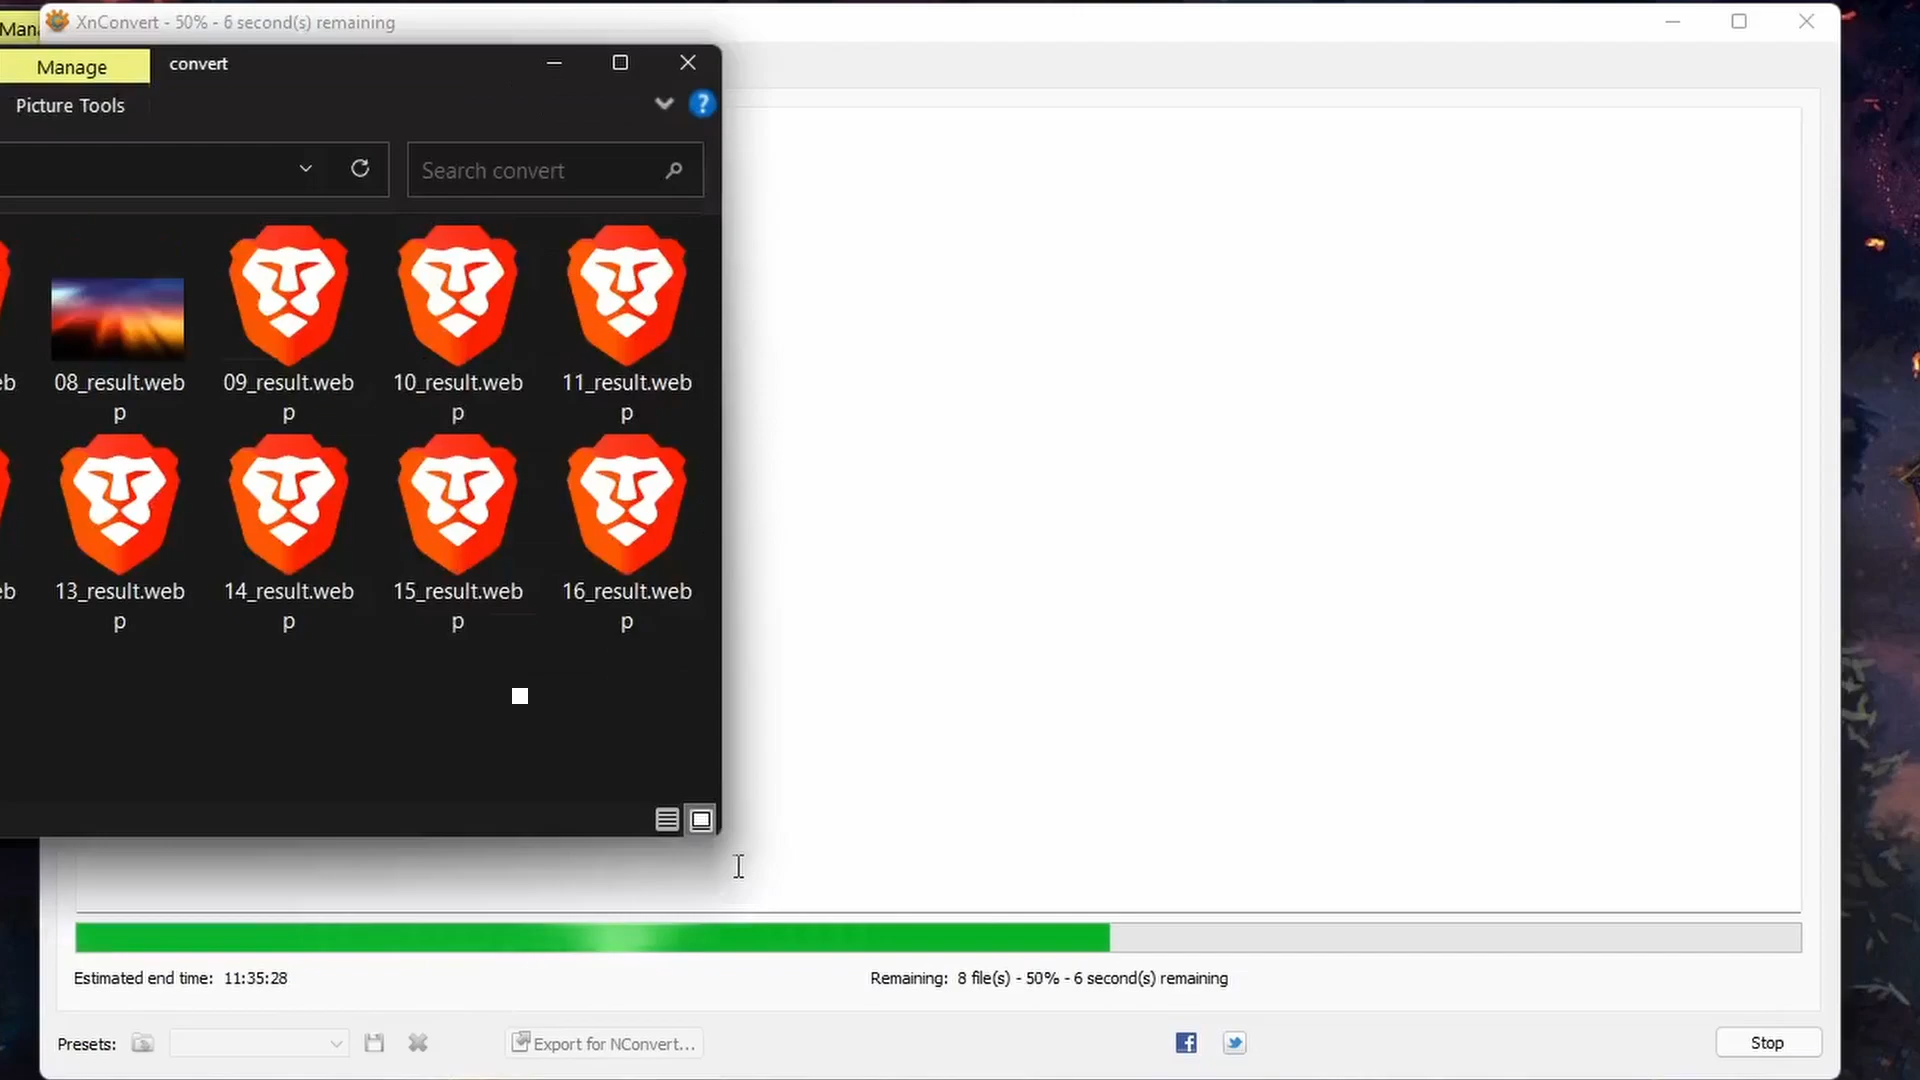 Man
XnConvert - 50% - 6 second(s) remaining
Manage
convert
Picture Tools
?
Search convert
eb
08_result.web
p
09_result.web
p
10_result.web
p
11_result.web
p
eb
13_result.web
p
14_result.web
p
15_result.web
p
16_result.web
p
Estimated end time: 11:35:28
Remaining: 8 file(s) - 50% - 6 second(s) remaining
Presets:
Export for NConvert...
Stop